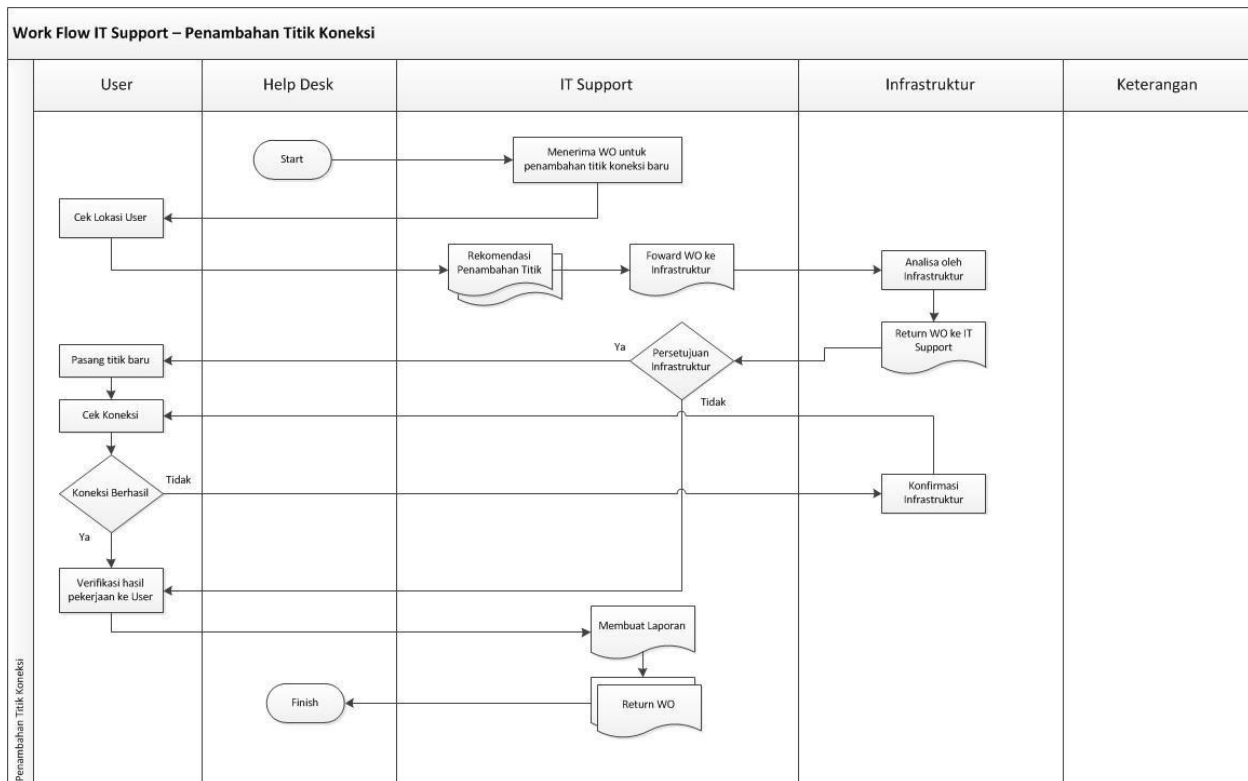 Work Flow IT Support – Penambahan Titik Koneksi
User
Help Desk
IT Support
Infrastruktur
Keterangan
Start
Menerima WO untuk
penambahan titik koneksi baru
Cek Lokasi User
Rekomendasi
Penambahan Titik
Foward WO ke
Infrastruktur
Analisa oleh
Infrastruktur
Return WO ke IT
Support
Persetujuan
Infrastruktur
Ya
Tidak
Pasang titik baru
Cek Koneksi
Koneksi Berhasil
Tidak
Ya
Konfirmasi
Infrastruktur
Verifikasi hasil
pekerjaan ke User
Membuat Laporan
Return WO
Finish
Penambahan Titik Koneksi